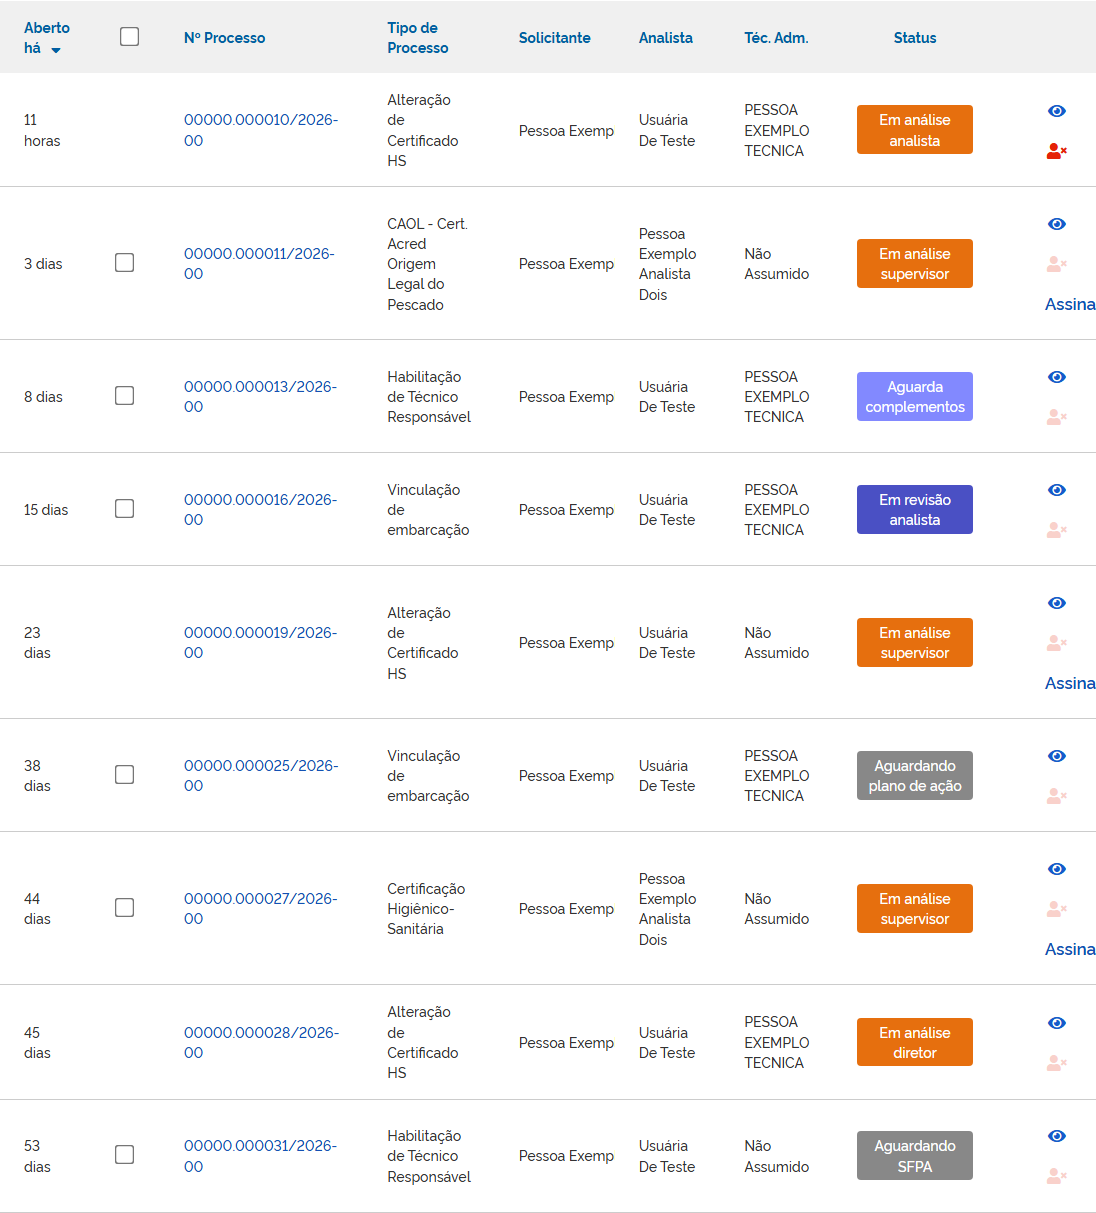 Aberto há
Nº Processo
Tipo de Processo
Solicitante
Analista
Téc. Adm.
Status
11 horas
00000.000010/2026-00
Alteração de Certificado HS
Pessoa Exemp
Usuária De Teste
PESSOA EXEMPLO TECNICA
Em análise analista
3 dias
00000.000011/2026-00
CAOL - Cert. Acred Origem Legal do Pescado
Pessoa Exemp
Pessoa Exemplo Analista Dois
Não Assumido
Em análise supervisor
Assina
8 dias
00000.000013/2026-00
Habilitação de Técnico Responsável
Pessoa Exemp
Usuária De Teste
PESSOA EXEMPLO TECNICA
Aguarda complementos
15 dias
00000.000016/2026-00
Vinculação de embarcação
Pessoa Exemp
Usuária De Teste
PESSOA EXEMPLO TECNICA
Em revisão analista
23 dias
00000.000019/2026-00
Alteração de Certificado HS
Pessoa Exemp
Usuária De Teste
Não Assumido
Em análise supervisor
Assina
38 dias
00000.000025/2026-00
Vinculação de embarcação
Pessoa Exemp
Usuária De Teste
PESSOA EXEMPLO TECNICA
Aguardando plano de ação
44 dias
00000.000027/2026-00
Certificação Higiênico-Sanitária
Pessoa Exemp
Pessoa Exemplo Analista Dois
Não Assumido
Em análise supervisor
Assina
45 dias
00000.000028/2026-00
Alteração de Certificado HS
Pessoa Exemp
Usuária De Teste
PESSOA EXEMPLO TECNICA
Em análise diretor
53 dias
00000.000031/2026-00
Habilitação de Técnico Responsável
Pessoa Exemp
Usuária De Teste
Não Assumido
Aguardando SFPA